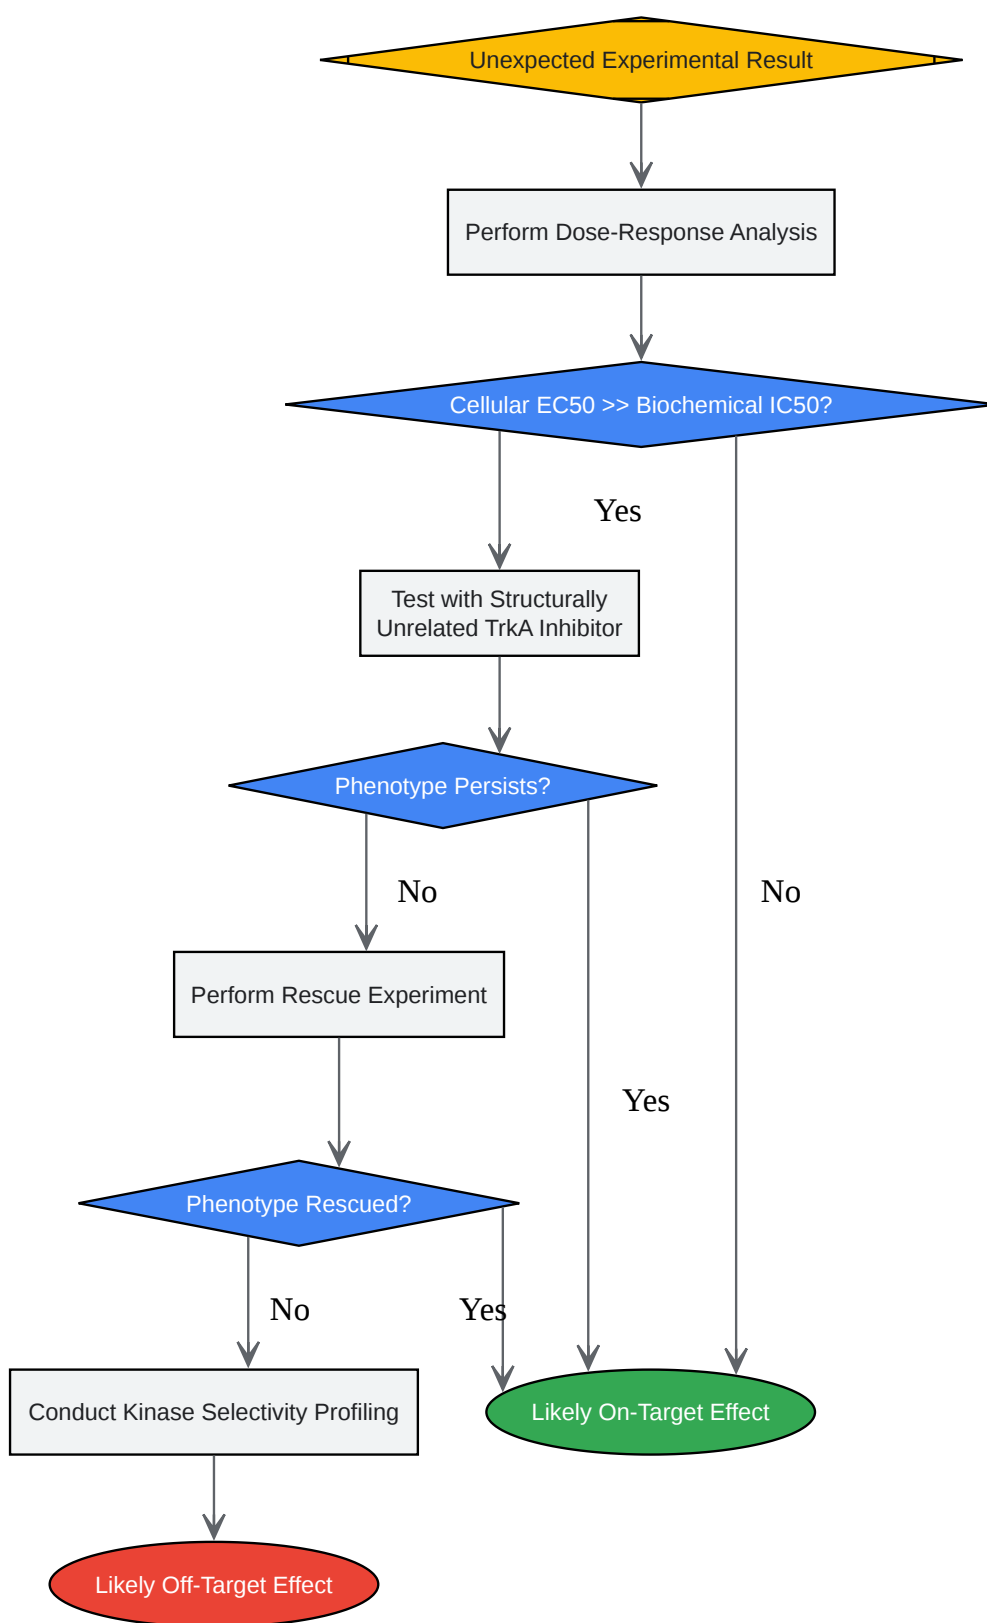 Unexpected Experimental Result
Perform Dose-Response Analysis
Cellular EC50 >> Biochemical IC50?
Yes
Test with Structurally
Unrelated TrkA Inhibitor
Phenotype Persists?
No
No
Perform Rescue Experiment
Yes
Phenotype Rescued?
No
Yes
Conduct Kinase Selectivity Profiling
Likely On-Target Effect
Likely Off-Target Effect